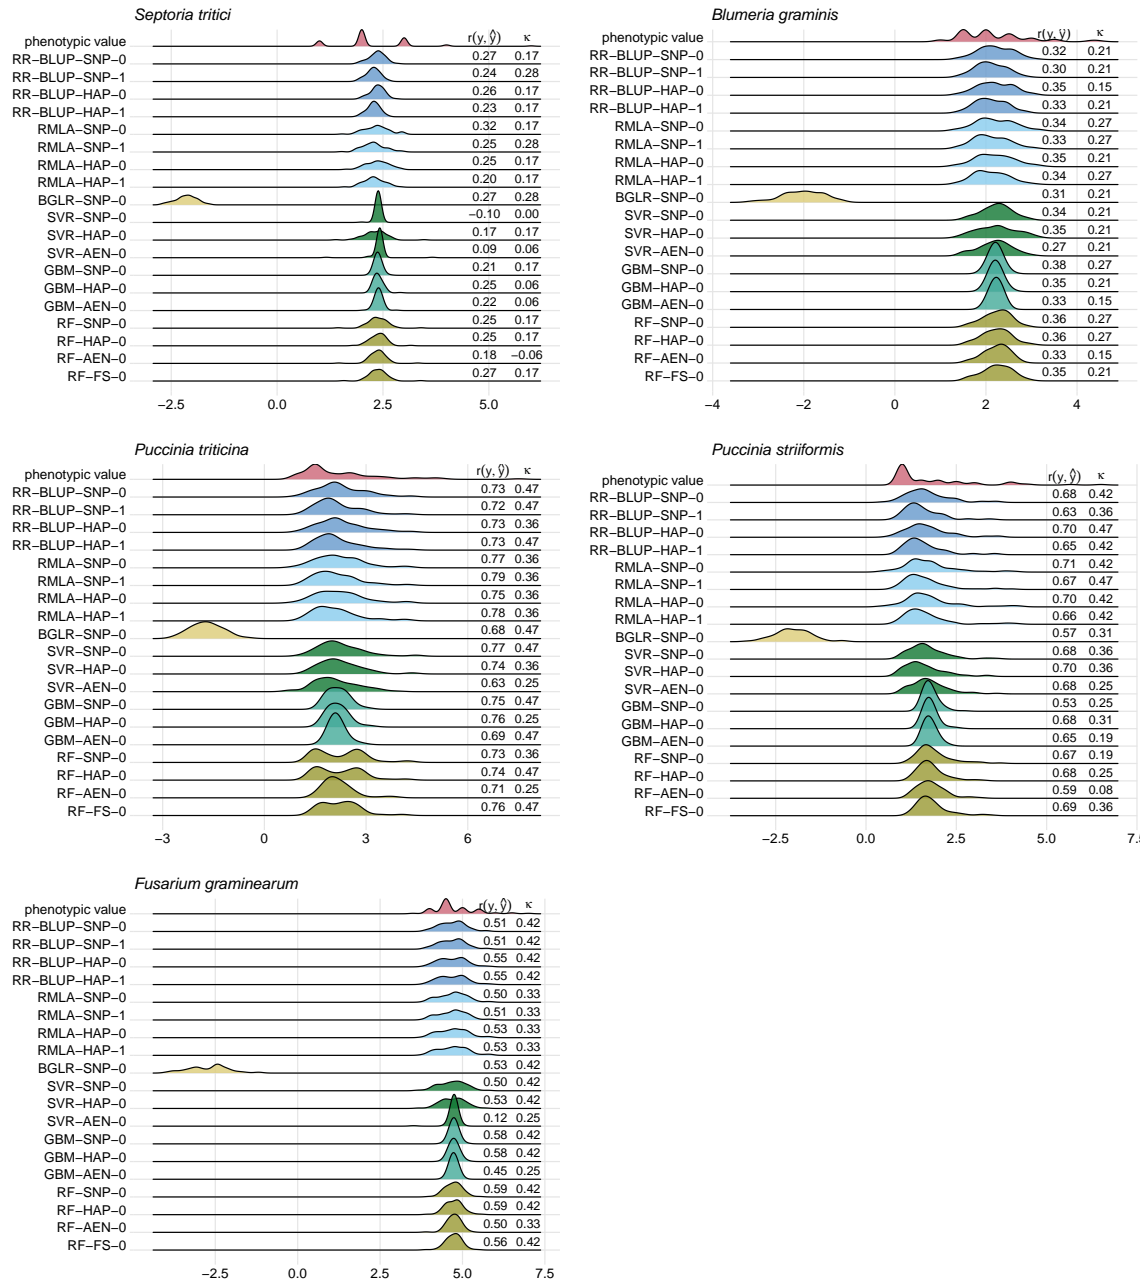 Septoria tritici
r(y, ŷ) κ
phenotypic value
RR−BLUP−SNP−0 0.27 0.17
RR−BLUP−SNP−1 0.24 0.28
RR−BLUP−HAP−0 0.26 0.17
RR−BLUP−HAP−1 0.23 0.17
RMLA−SNP−0 0.32 0.17
RMLA−SNP−1 0.25 0.28
RMLA−HAP−0 0.25 0.17
RMLA−HAP−1 0.20 0.17
BGLR−SNP−0 0.27 0.28
SVR−SNP−0 −0.10 0.00
SVR−HAP−0 0.17 0.17
SVR−AEN−0 0.09 0.06
GBM−SNP−0 0.21 0.17
GBM−HAP−0 0.25 0.06
GBM−AEN−0 0.22 0.06
RF−SNP−0 0.25 0.17
RF−HAP−0 0.25 0.17
RF−AEN−0 0.18 −0.06
RF−FS−0 0.27 0.17
−2.5 0.0 2.5 5.0
Blumeria graminis
r(y, ŷ) κ
phenotypic value
RR−BLUP−SNP−0 0.32 0.21
RR−BLUP−SNP−1 0.30 0.21
RR−BLUP−HAP−0 0.35 0.15
RR−BLUP−HAP−1 0.33 0.21
RMLA−SNP−0 0.34 0.27
RMLA−SNP−1 0.33 0.27
RMLA−HAP−0 0.35 0.21
RMLA−HAP−1 0.34 0.27
BGLR−SNP−0 0.31 0.21
SVR−SNP−0 0.34 0.21
SVR−HAP−0 0.35 0.21
SVR−AEN−0 0.27 0.21
GBM−SNP−0 0.38 0.27
GBM−HAP−0 0.35 0.21
GBM−AEN−0 0.33 0.15
RF−SNP−0 0.36 0.27
RF−HAP−0 0.36 0.27
RF−AEN−0 0.33 0.15
RF−FS−0 0.35 0.21
−4 −2 0 2 4
Puccinia triticina
r(y, ŷ) κ
phenotypic value
RR−BLUP−SNP−0 0.73 0.47
RR−BLUP−SNP−1 0.72 0.47
RR−BLUP−HAP−0 0.73 0.36
RR−BLUP−HAP−1 0.73 0.47
RMLA−SNP−0 0.77 0.36
RMLA−SNP−1 0.79 0.36
RMLA−HAP−0 0.75 0.36
RMLA−HAP−1 0.78 0.36
BGLR−SNP−0 0.68 0.47
SVR−SNP−0 0.77 0.47
SVR−HAP−0 0.74 0.36
SVR−AEN−0 0.63 0.25
GBM−SNP−0 0.75 0.47
GBM−HAP−0 0.76 0.25
GBM−AEN−0 0.69 0.47
RF−SNP−0 0.73 0.36
RF−HAP−0 0.74 0.47
RF−AEN−0 0.71 0.25
RF−FS−0 0.76 0.47
−3 0 3 6
Puccinia striiformis
r(y, ŷ) κ
phenotypic value
RR−BLUP−SNP−0 0.68 0.42
RR−BLUP−SNP−1 0.63 0.36
RR−BLUP−HAP−0 0.70 0.47
RR−BLUP−HAP−1 0.65 0.42
RMLA−SNP−0 0.71 0.42
RMLA−SNP−1 0.67 0.47
RMLA−HAP−0 0.70 0.42
RMLA−HAP−1 0.66 0.42
BGLR−SNP−0 0.57 0.31
SVR−SNP−0 0.68 0.36
SVR−HAP−0 0.70 0.36
SVR−AEN−0 0.68 0.25
GBM−SNP−0 0.53 0.25
GBM−HAP−0 0.68 0.31
GBM−AEN−0 0.65 0.19
RF−SNP−0 0.67 0.19
RF−HAP−0 0.68 0.25
RF−AEN−0 0.59 0.08
RF−FS−0 0.69 0.36
−2.5 0.0 2.5 5.0 7.5
Fusarium graminearum
r(y, ŷ) κ
phenotypic value
RR−BLUP−SNP−0 0.51 0.42
RR−BLUP−SNP−1 0.51 0.42
RR−BLUP−HAP−0 0.55 0.42
RR−BLUP−HAP−1 0.55 0.42
RMLA−SNP−0 0.50 0.33
RMLA−SNP−1 0.51 0.33
RMLA−HAP−0 0.53 0.33
RMLA−HAP−1 0.53 0.33
BGLR−SNP−0 0.53 0.42
SVR−SNP−0 0.50 0.42
SVR−HAP−0 0.53 0.42
SVR−AEN−0 0.12 0.25
GBM−SNP−0 0.58 0.42
GBM−HAP−0 0.58 0.42
GBM−AEN−0 0.45 0.25
RF−SNP−0 0.59 0.42
RF−HAP−0 0.59 0.42
RF−AEN−0 0.50 0.33
RF−FS−0 0.56 0.42
−2.5 0.0 2.5 5.0 7.5